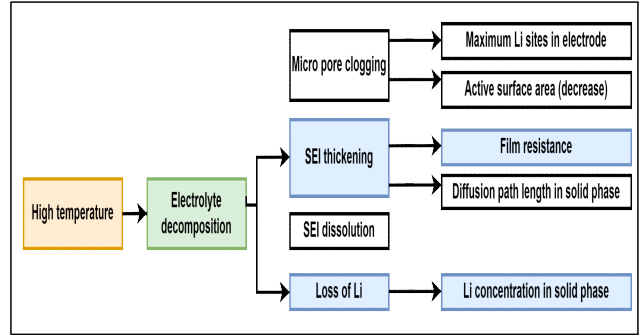 Micro pore clogging
Maximum Li sites in electrode
Active surface area (decrease)
SEI thickening
Film resistance
Diffusion path length in solid phase
High temperature
Electrolyte
decomposition
SEI dissolution
Loss of Li
Li concentration in solid phase